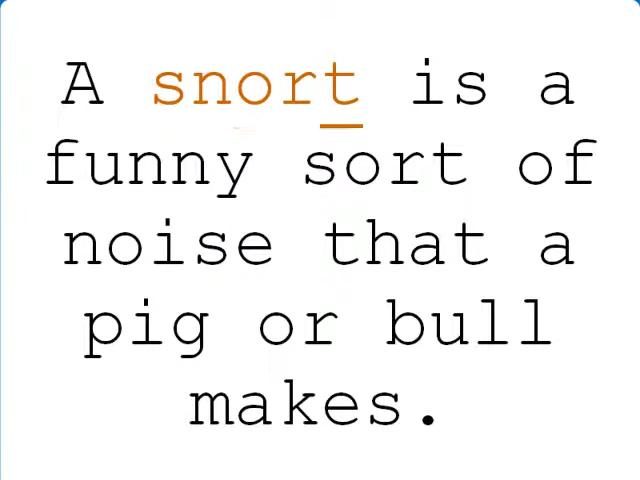 A snort is a
funny sort of
noise that a
pig or bull
makes.